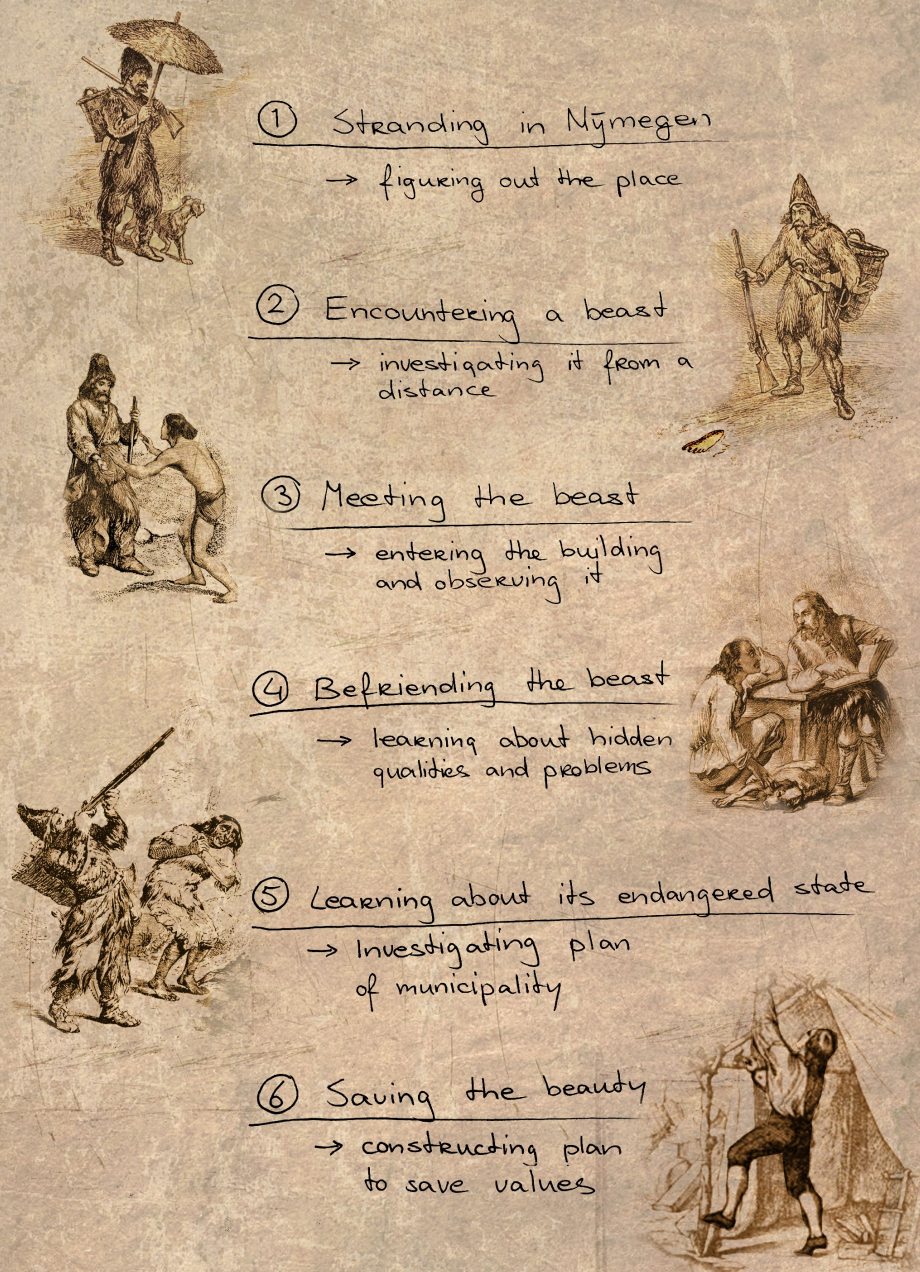 ① Stranding in Nÿmegen
→ figuring out the place
② Encountering a beast
→ investigating it from a
distance
③ Meeting the beast
→ entering the building
and observing it
④ Befriending the beast
→ learning about hidden
qualities and problems
⑤ Learning about its endangered state
→ Investigating plan
of municipality
⑥ Saving the beauty
→ constructing plan
to save values